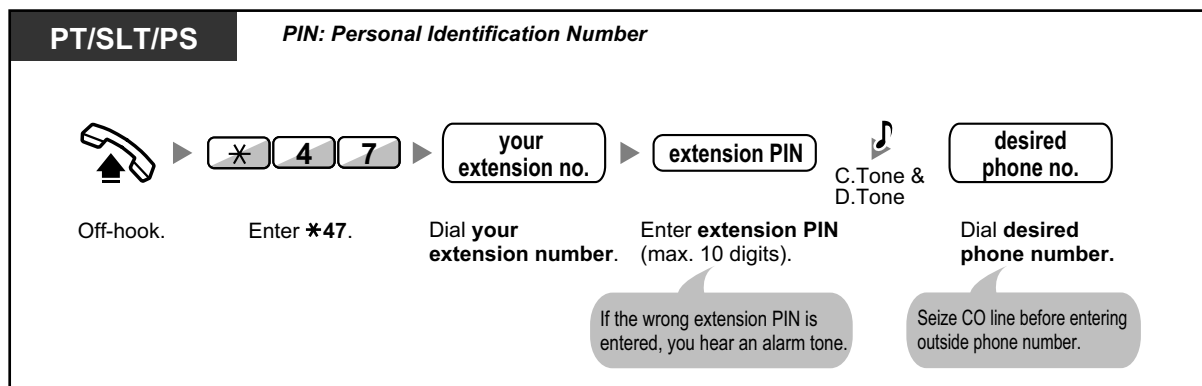 PT/SLT/PS
PIN: Personal Identification Number
✳ 4 7
your
extension no.
extension PIN
C.Tone &
D.Tone
desired
phone no.
Off-hook.
Enter ✳47.
Dial your
extension number.
Enter extension PIN
(max. 10 digits).
Dial desired
phone number.
If the wrong extension PIN is
entered, you hear an alarm tone.
Seize CO line before entering
outside phone number.